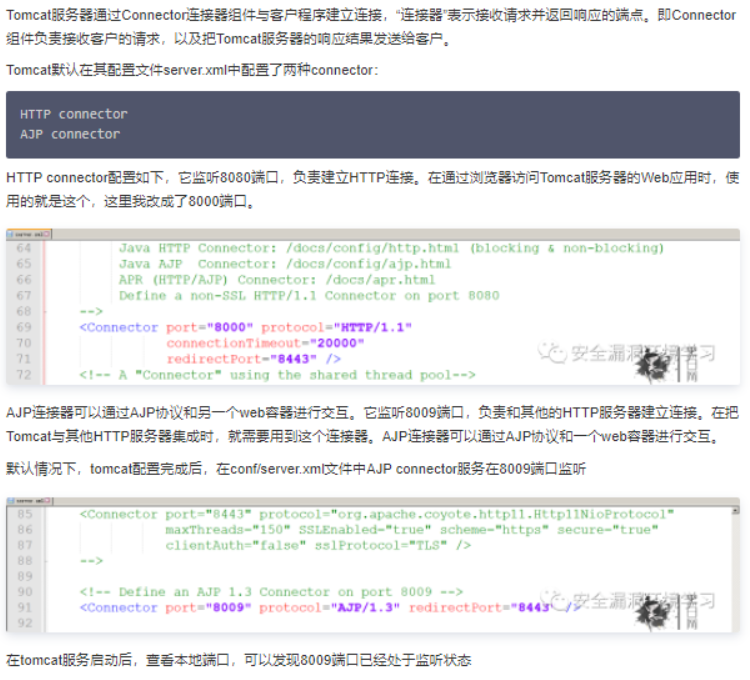 Tomcat服务器通过Connector连接器组件与客户程序建立连接，“连接器”表示接收请求并返回响应的端点。即Connector
组件负责接收客户的请求，以及把Tomcat服务器的响应结果发送给客户。
Tomcat默认在其配置文件server.xml中配置了两种connector：
HTTP connector
AJP connector
HTTP connector配置如下，它监听8080端口，负责建立HTTP连接。在通过浏览器访问Tomcat服务器的Web应用时，使
用的就是这个，这里我改成了8000端口。
64 Java HTTP Connector: /docs/config/http.html (blocking & non-blocking)
65 Java AJP  Connector: /docs/config/ajp.html
66 APR (HTTP/AJP) Connector: /docs/apr.html
67 Define a non-SSL HTTP/1.1 Connector on port 8080
68 -->
69 <Connector port="8000" protocol="HTTP/1.1"
70 connectionTimeout="20000"
71 redirectPort="8443" />
72 <!-- A "Connector" using the shared thread pool-->
安全漏洞环境学习
AJP连接器可以通过AJP协议和另一个web容器进行交互。它监听8009端口，负责和其他的HTTP服务器建立连接。在把
Tomcat与其他HTTP服务器集成时，就需要用到这个连接器。AJP连接器可以通过AJP协议和一个web容器进行交互。
默认情况下，tomcat配置完成后，在conf/server.xml文件中AJP connector服务在8009端口监听
85 <Connector port="8443" protocol="org.apache.coyote.http11.Http11NioProtocol"
86 maxThreads="150" SSLEnabled="true" scheme="https" secure="true"
87 clientAuth="false" sslProtocol="TLS" />
88 -->
89
90 <!-- Define an AJP 1.3 Connector on port 8009 -->
91 <Connector port="8009" protocol="AJP/1.3" redirectPort="8443" />
92
安全漏洞环境学习
在tomcat服务启动后，查看本地端口，可以发现8009端口已经处于监听状态